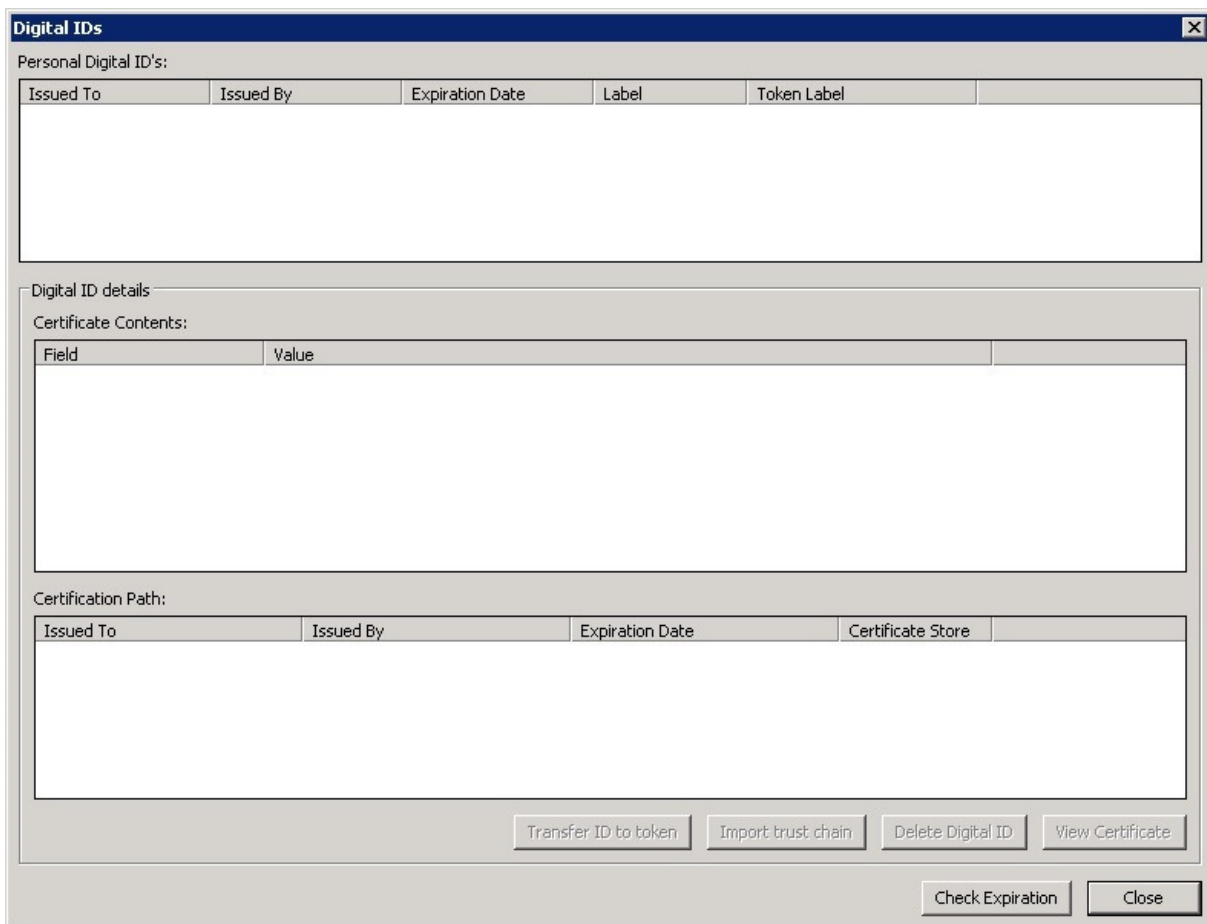 Digital IDs
Personal Digital ID's:
Issued To Issued By Expiration Date Label Token Label
Digital ID details
Certificate Contents:
Field Value
Certification Path:
Issued To Issued By Expiration Date Certificate Store
Transfer ID to token Import trust chain Delete Digital ID View Certificate
Check Expiration Close